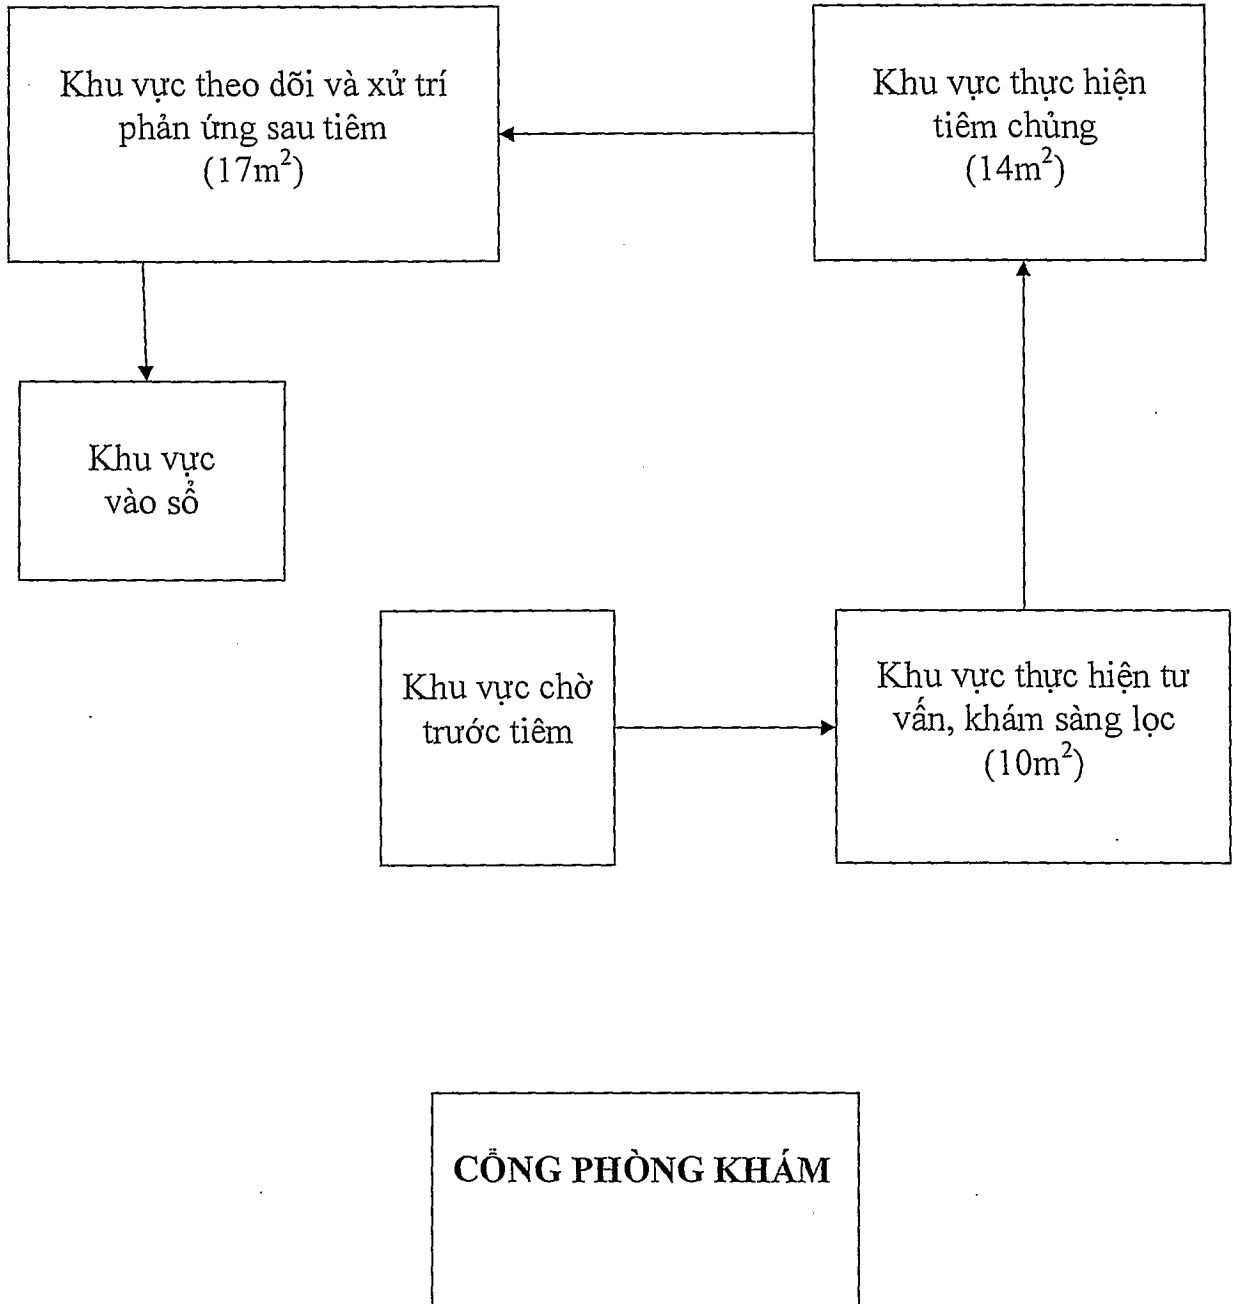 Khu vực theo dõi và xử trí
phản ứng sau tiêm
(17m²)
Khu vực thực hiện
tiêm chủng
(14m²)
Khu vực
vào sổ
Khu vực chờ
trước tiêm
Khu vực thực hiện tư
vấn, khám sàng lọc
(10m²)
CỔNG PHÒNG KHÁM